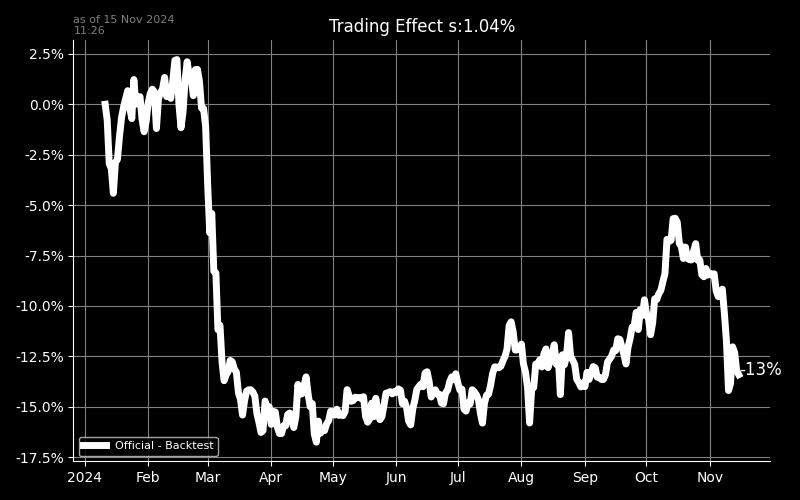 as of 15 Nov 2024
11:26
Trading Effect s:1.04%
2.5%
0.0%
-2.5%
-5.0%
-7.5%
-10.0%
-12.5%
-15.0%
-17.5%
-13%
Official - Backtest
2024 Feb Mar Apr May Jun Jul Aug Sep Oct Nov